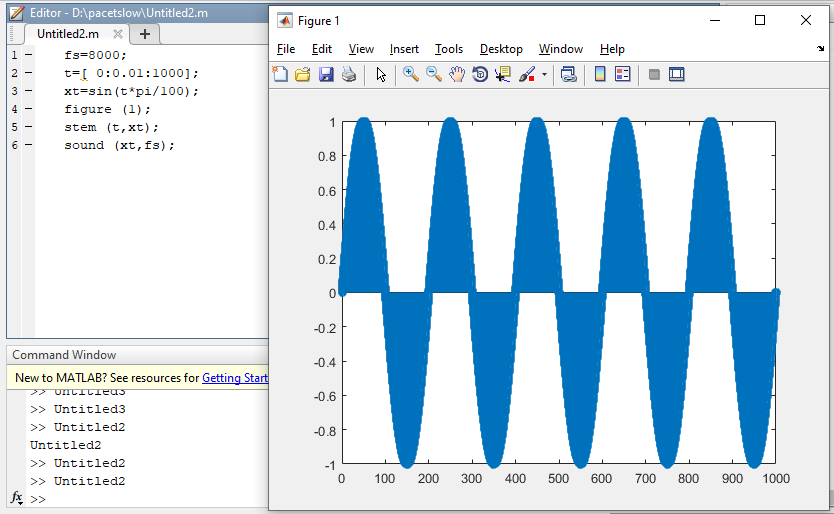 Editor - D:\pacetslow\Untitled2.m
Untitled2.m
1 - fs=8000;
2 - t=[ 0:0.01:1000];
3 - xt=sin(t*pi/100);
4 - figure (1);
5 - stem (t,xt);
6 - sound (xt,fs);
Command Window
New to MATLAB? See resources for Getting Start
>> Untitled3
>> Untitled3
>> Untitled2
Untitled2
>> Untitled2
>> Untitled2
fx >>
Figure 1
File Edit View Insert Tools Desktop Window Help
1
0.8
0.6
0.4
0.2
0
-0.2
-0.4
-0.6
-0.8
-1
0 100 200 300 400 500 600 700 800 900 1000